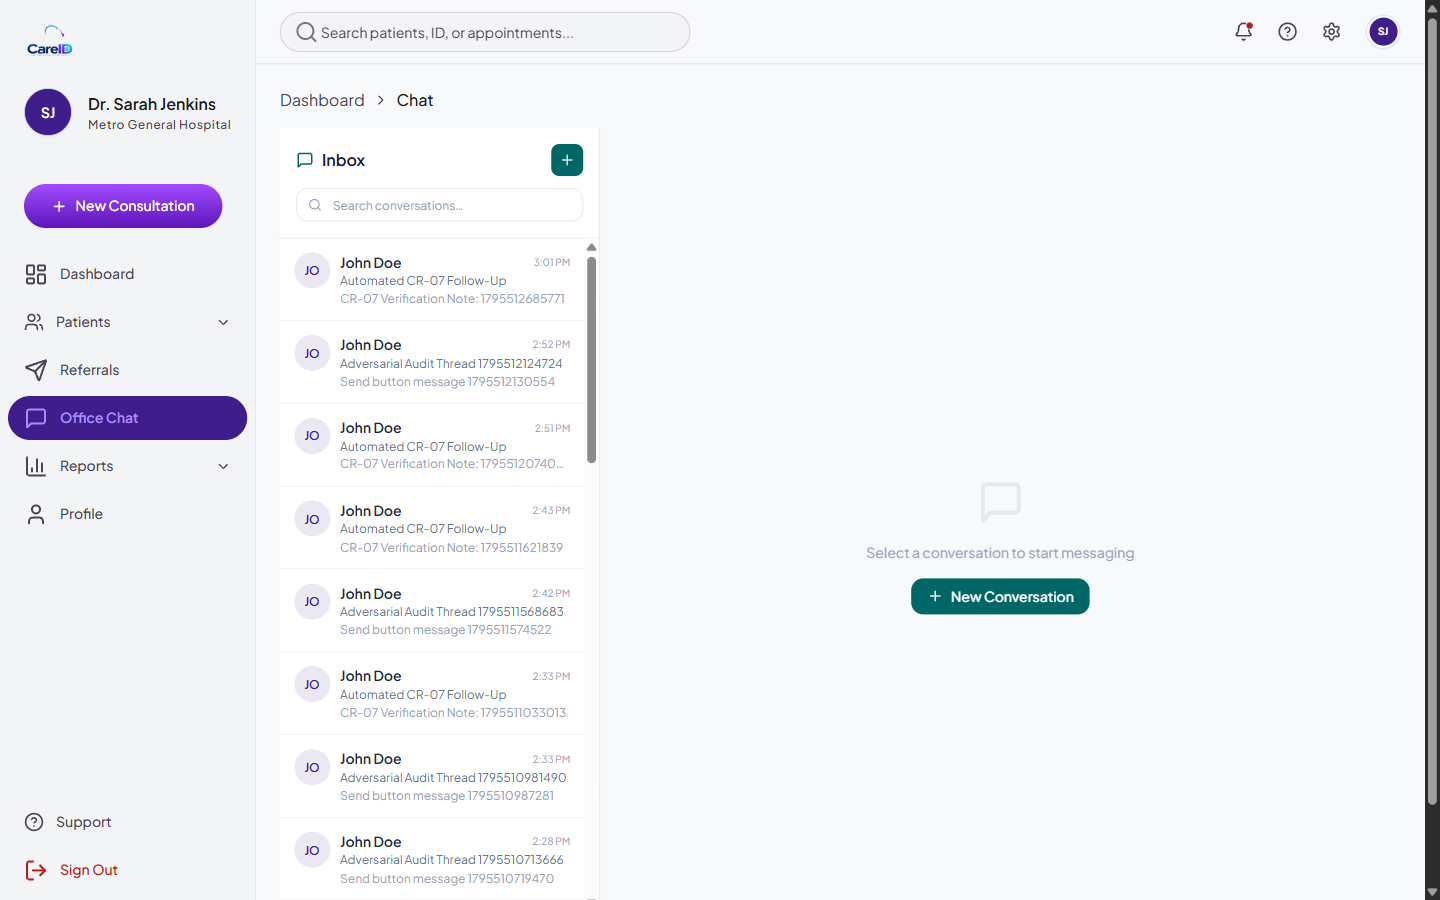 CareID
SJ
Dr. Sarah Jenkins
Metro General Hospital
New Consultation
Dashboard
Patients
Referrals
Office Chat
Reports
Profile
Support
Sign Out
Search patients, ID, or appointments...
SJ
Dashboard > Chat
Inbox
Search conversations...
JO
John Doe 3:01 PM
Automated CR-07 Follow-Up
CR-07 Verification Note: 1795512685771
JO
John Doe 2:52 PM
Adversarial Audit Thread 1795512124724
Send button message 1795512130554
JO
John Doe 2:51 PM
Automated CR-07 Follow-Up
CR-07 Verification Note: 17955120740...
JO
John Doe 2:43 PM
Automated CR-07 Follow-Up
CR-07 Verification Note: 1795511621839
JO
John Doe 2:42 PM
Adversarial Audit Thread 1795511568683
Send button message 1795511574522
JO
John Doe 2:33 PM
Automated CR-07 Follow-Up
CR-07 Verification Note: 1795511033013
JO
John Doe 2:33 PM
Adversarial Audit Thread 1795510981490
Send button message 1795510987281
JO
John Doe 2:28 PM
Adversarial Audit Thread 1795510713666
Send button message 1795510719470
Select a conversation to start messaging
New Conversation